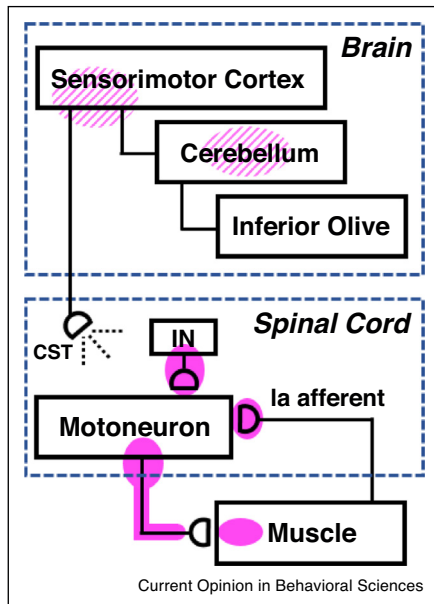 Brain
Sensorimotor Cortex
Cerebellum
Inferior Olive
Spinal Cord
CST
IN
Ia afferent
Motoneuron
Muscle
Current Opinion in Behavioral Sciences